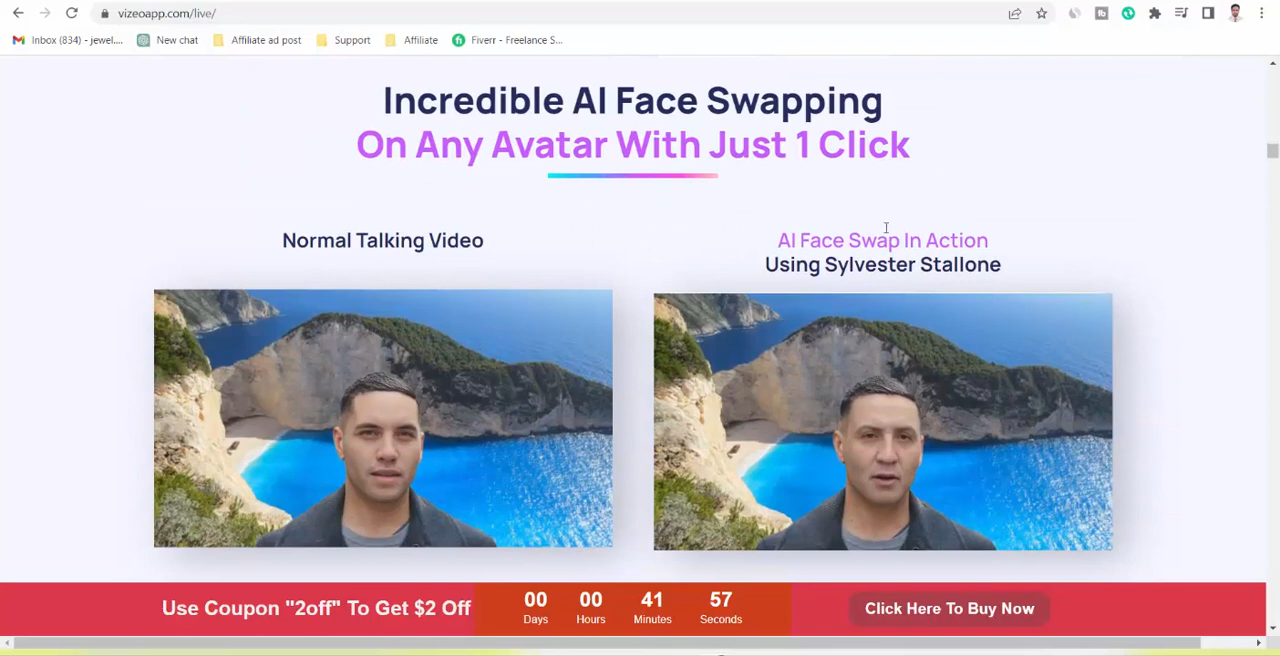 vizeoapp.com/live/
Inbox (834) - jewel....
New chat
Affiliate ad post
Support
Affiliate
Fiverr - Freelance S...
Incredible AI Face Swapping
On Any Avatar With Just 1 Click
Normal Talking Video
AI Face Swap In Action
Using Sylvester Stallone
Use Coupon "2off" To Get $2 Off
00 00 41 57
Days Hours Minutes Seconds
Click Here To Buy Now